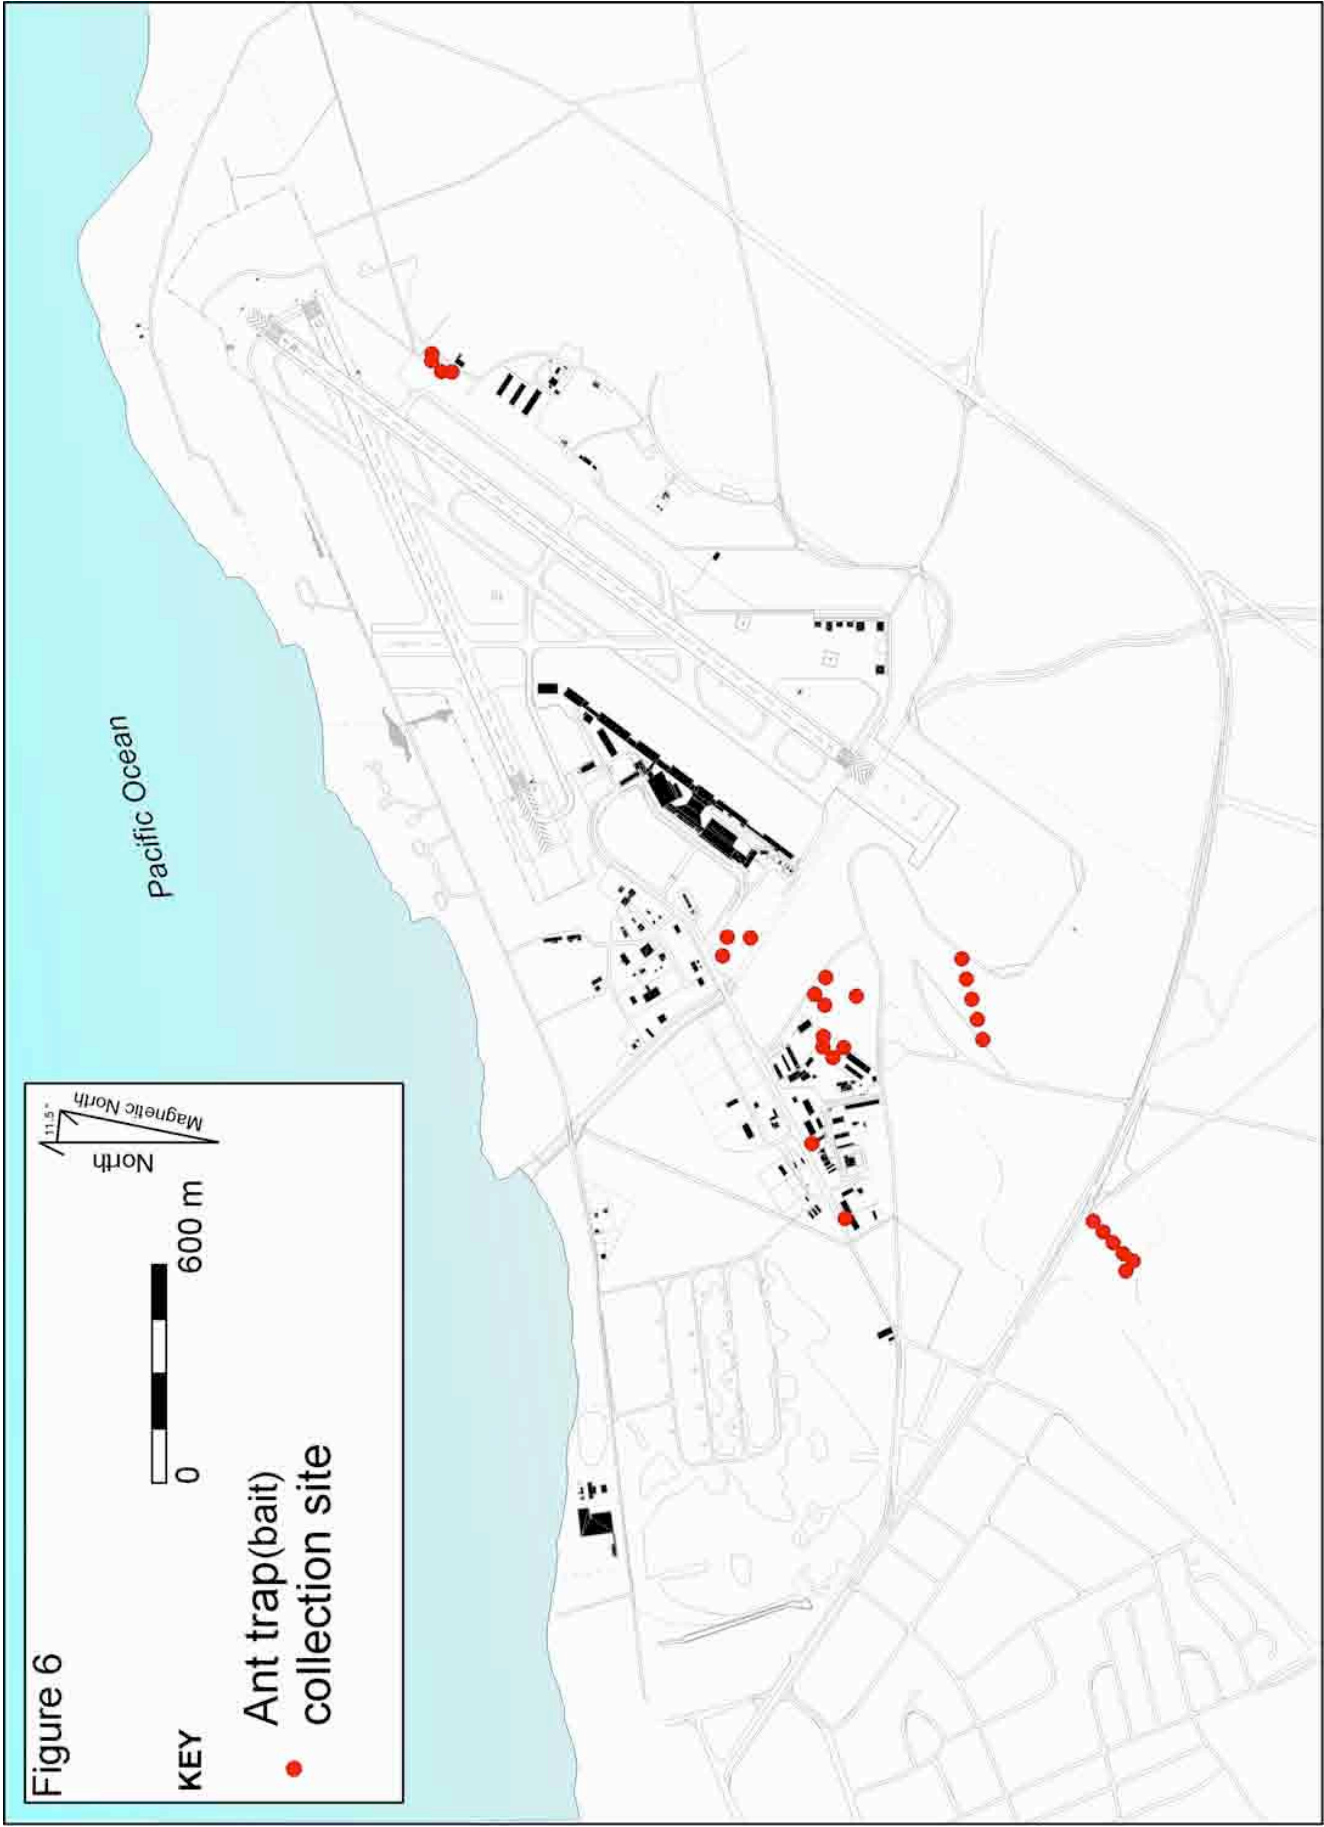 Figure 6
KEY
Ant trap(bait)
collection site
0
600 m
North
11.5 °
Magnetic North
Pacific Ocean